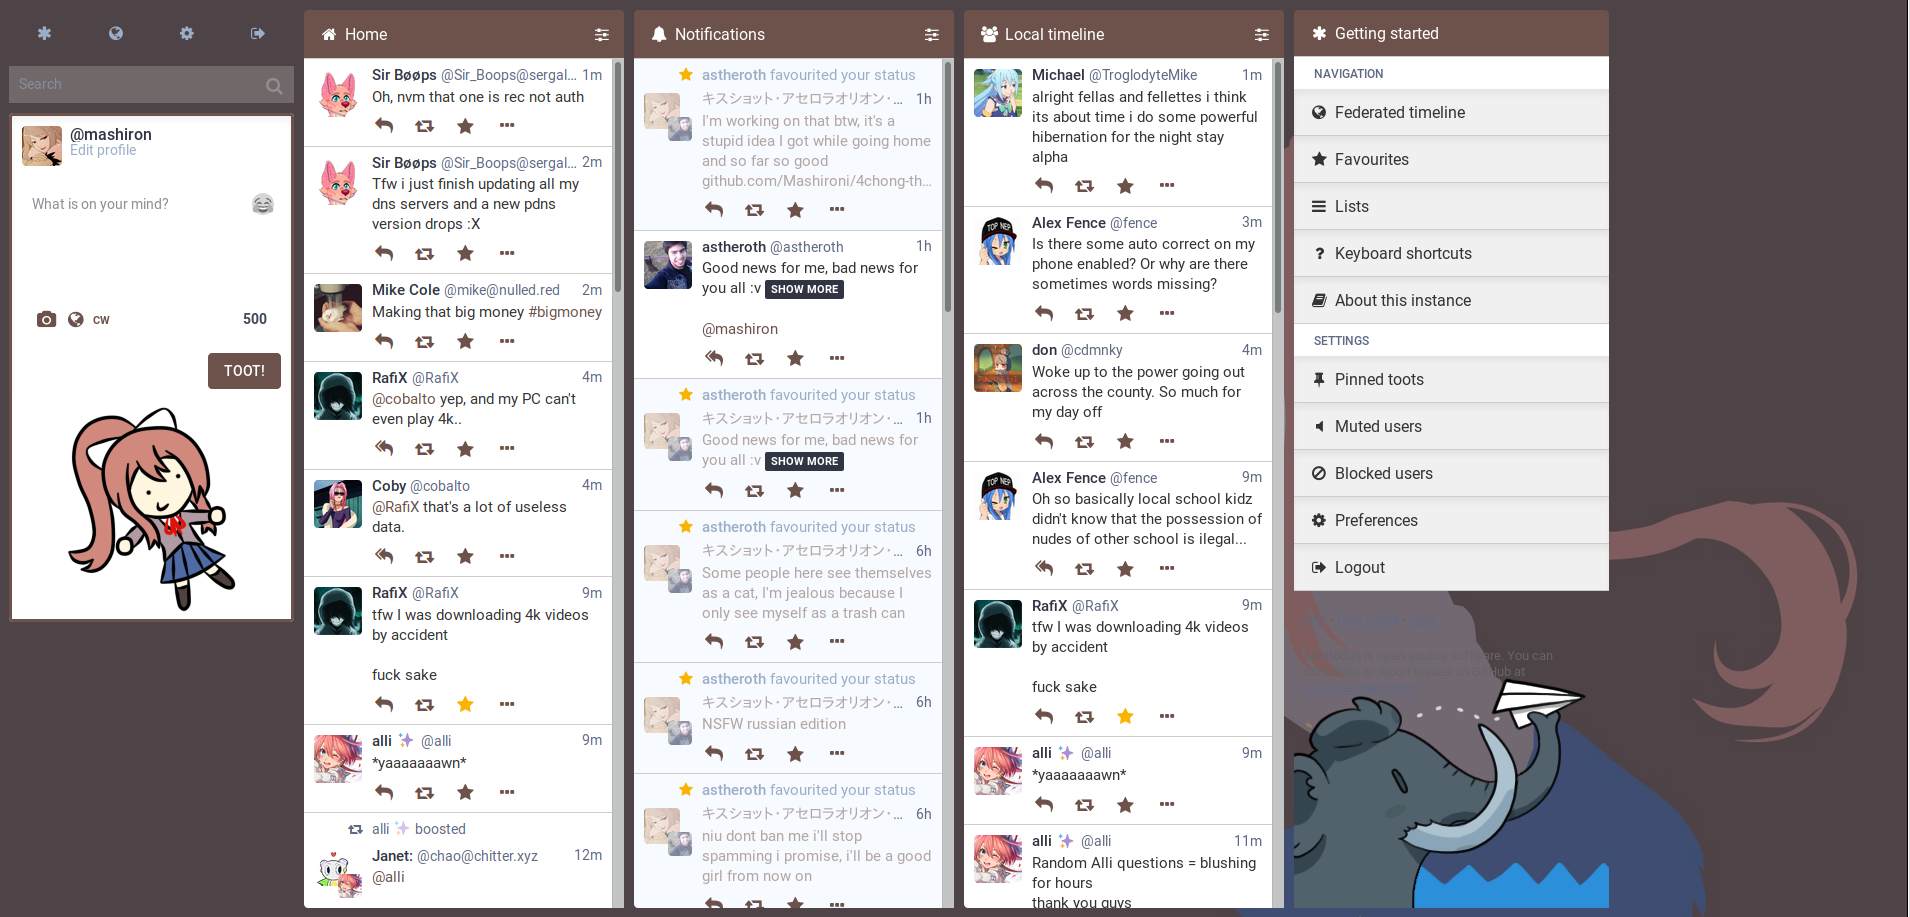 Search
@mashiron
Edit profile
What is on your mind?
CW
500
TOOT!
Home
Sir Bøøps @Sir_Boops@sergal... 1m
Oh, nvm that one is rec not auth
Sir Bøøps @Sir_Boops@sergal... 2m
Tfw i just finish updating all my
dns servers and a new pdns
version drops :X
Mike Cole @mike@nulled.red 2m
Making that big money #bigmoney
RafiX @RafiX 4m
@cobalto yep, and my PC can't
even play 4k..
Coby @cobalto 4m
@RafiX that's a lot of useless
data.
RafiX @RafiX 9m
tfw I was downloading 4k videos
by accident
fuck sake
alli @alli 9m
*yaaaaaaawn*
alli boosted
Janet: @chao@chitter.xyz 12m
@alli
Notifications
astheroth favourited your status
キスショット・アセロラオリオン・... 1h
I'm working on that btw, it's a
stupid idea I got while going home
and so far so good
github.com/Mashironi/4chong-th...
astheroth @astheroth 1h
Good news for me, bad news for
you all :v SHOW MORE
@mashiron
astheroth favourited your status
キスショット・アセロラオリオン・... 1h
Good news for me, bad news for
you all :v SHOW MORE
astheroth favourited your status
キスショット・アセロラオリオン・... 6h
Some people here see themselves
as a cat, I'm jealous because I
only see myself as a trash can
astheroth favourited your status
キスショット・アセロラオリオン・... 6h
NSFW russian edition
astheroth favourited your status
キスショット・アセロラオリオン・... 6h
niu dont ban me i'll stop
spamming i promise, i'll be a good
girl from now on
Local timeline
Michael @TroglodyteMike 1m
alright fellas and fellettes i think
its about time i do some powerful
hibernation for the night stay
alpha
Alex Fence @fence 3m
TOP NEP
Is there some auto correct on my
phone enabled? Or why are there
sometimes words missing?
don @cdmnky 4m
Woke up to the power going out
across the county. So much for
my day off
Alex Fence @fence 9m
TOP NEP
Oh so basically local school kidz
didn't know that the possession of
nudes of other school is ilegal...
RafiX @RafiX 9m
tfw I was downloading 4k videos
by accident
fuck sake
alli @alli 9m
*yaaaaaaawn*
alli @alli 11m
Random Alli questions = blushing
for hours
thank you guys
Getting started
NAVIGATION
Federated timeline
Favourites
Lists
Keyboard shortcuts
About this instance
SETTINGS
Pinned toots
Muted users
Blocked users
Preferences
Logout
You can
at